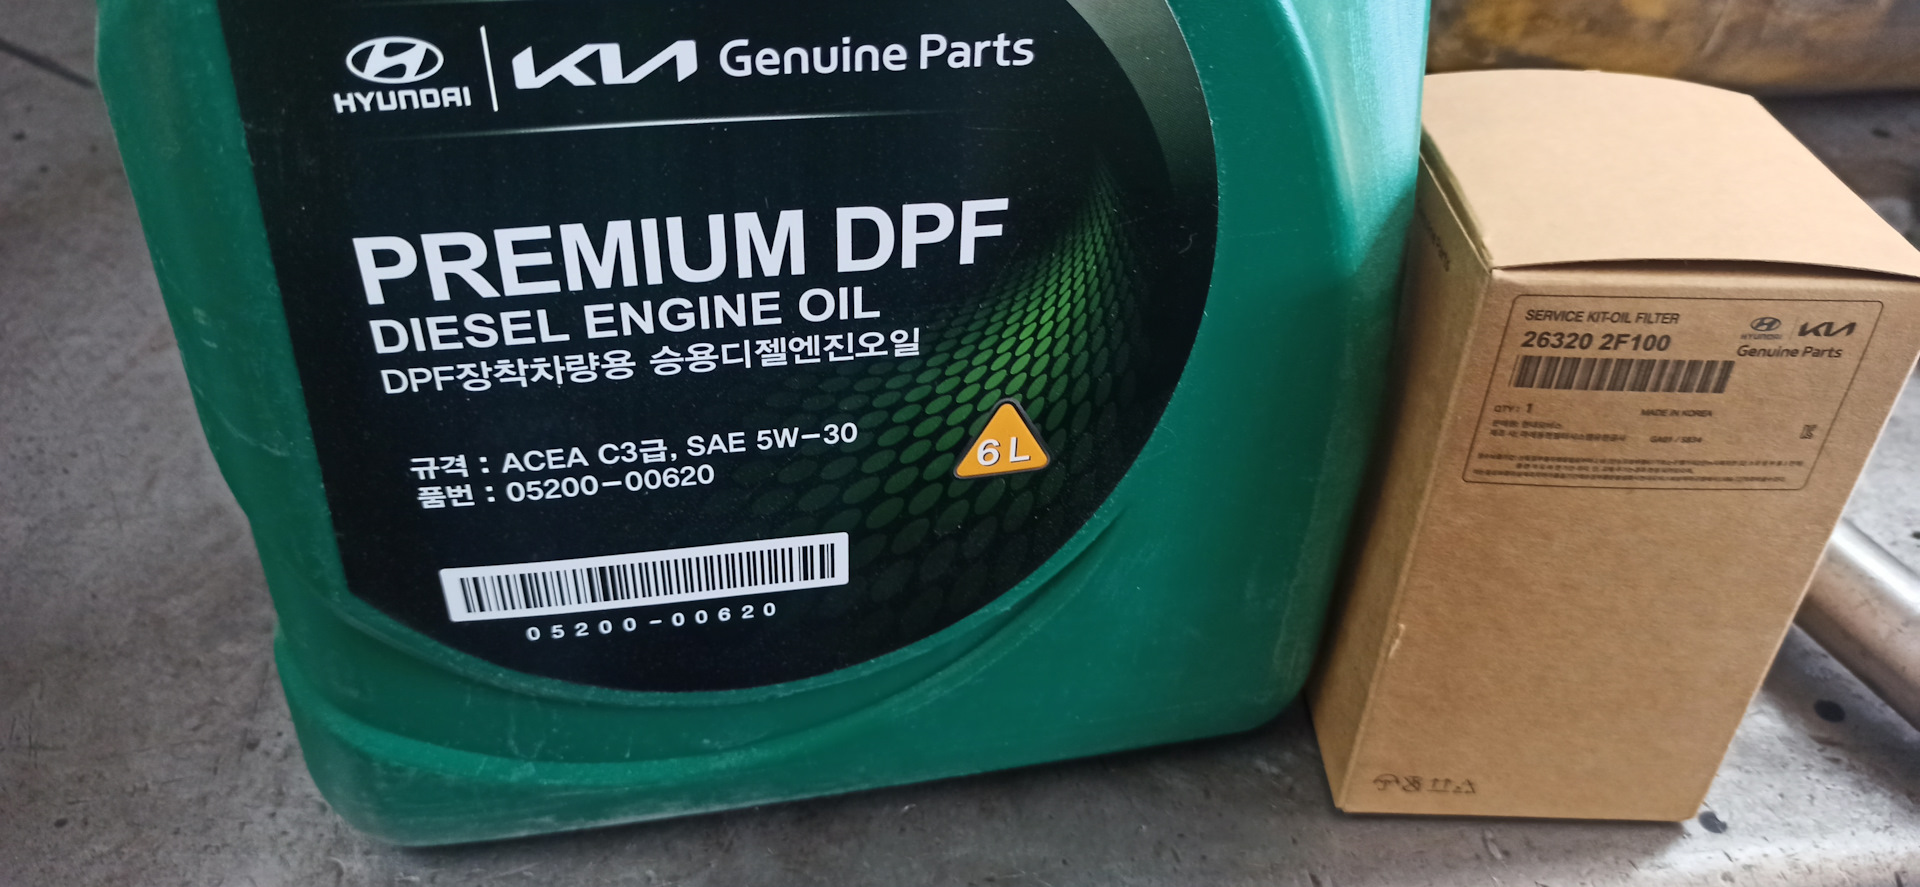 HYUNDAI KIA Genuine Parts
PREMIUM DPF
DIESEL ENGINE OIL
DPF장착차량용 승용디젤엔진오일
규격 : ACEA C3급, SAE 5W-30
품번 : 05200-00620
6 L
05200-00620
SERVICE KIT-OIL FILTER
26320 2F100
HYUNDAI KIA
Genuine Parts
QTY : 1
MADE IN KOREA